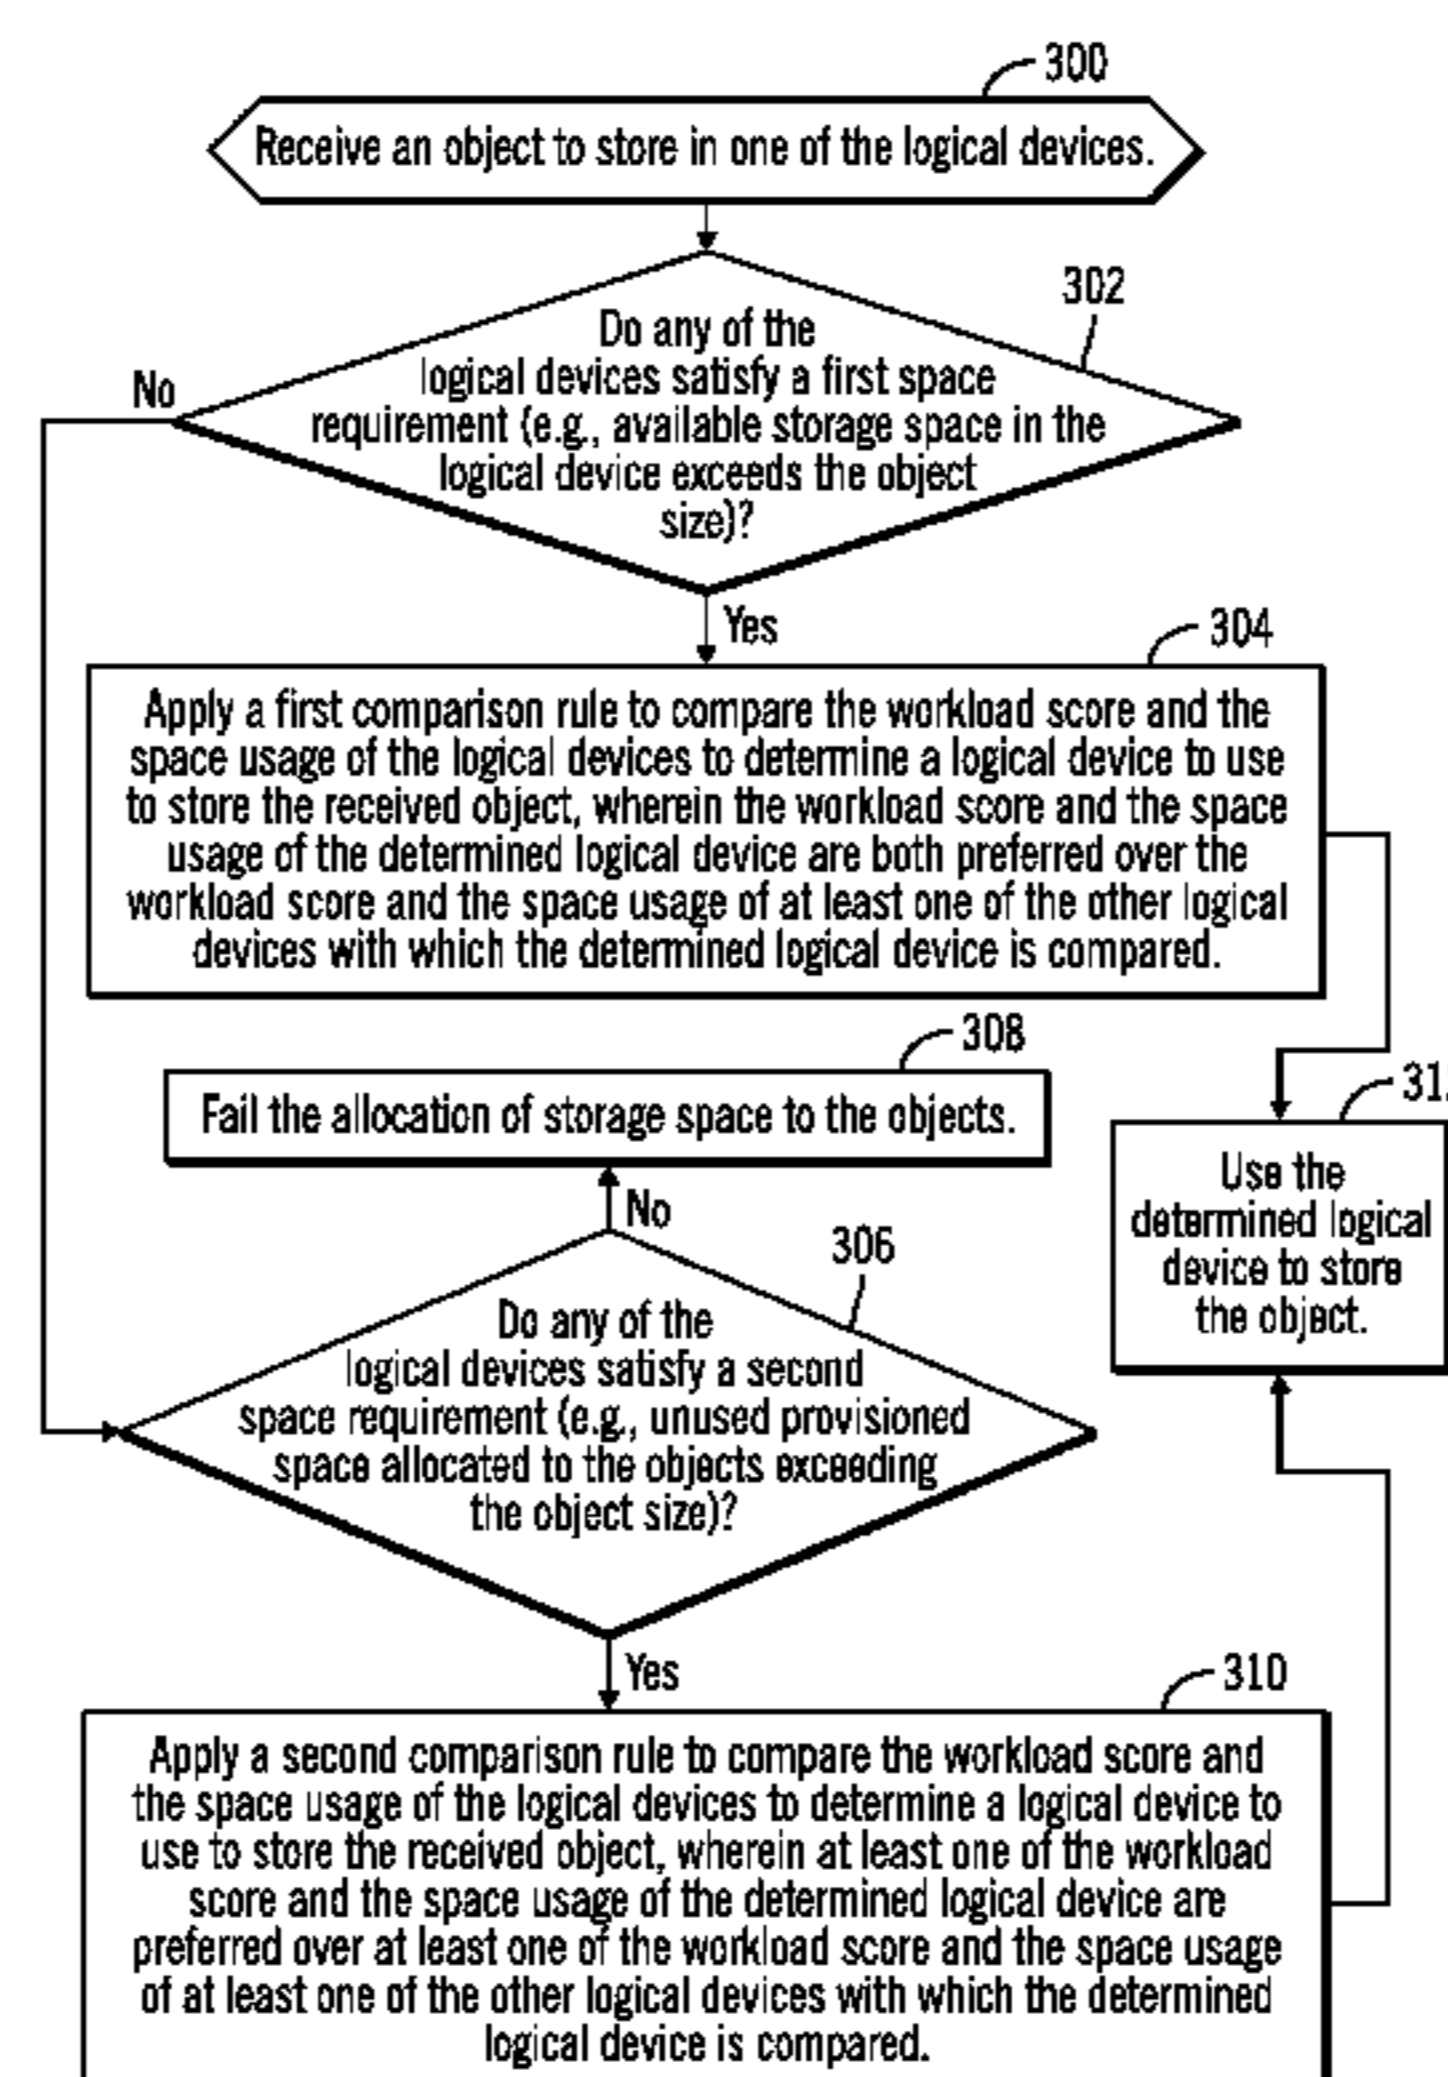 300
Receive an object to store in one of the logical devices.
302
Do any of the
logical devices satisfy a first space
requirement (e.g., available storage space in the
logical device exceeds the object
size)?
No
Yes
304
Apply a first comparison rule to compare the workload score and the
space usage of the logical devices to determine a logical device to use
to store the received object, wherein the workload score and the space
usage of the determined logical device are both preferred over the
workload score and the space usage of at least one of the other logical
devices with which the determined logical device is compared.
308
Fail the allocation of storage space to the objects.
Use the
determined logical
device to store
the object.
No
306
Do any of the
logical devices satisfy a second
space requirement (e.g., unused provisioned
space allocated to the objects exceeding
the object size)?
Yes
310
Apply a second comparison rule to compare the workload score and
the space usage of the logical devices to determine a logical device to
use to store the received object, wherein at least one of the workload
score and the space usage of the determined logical device are
preferred over at least one of the workload score and the space usage
of at least one of the other logical devices with which the determined
logical device is compared.